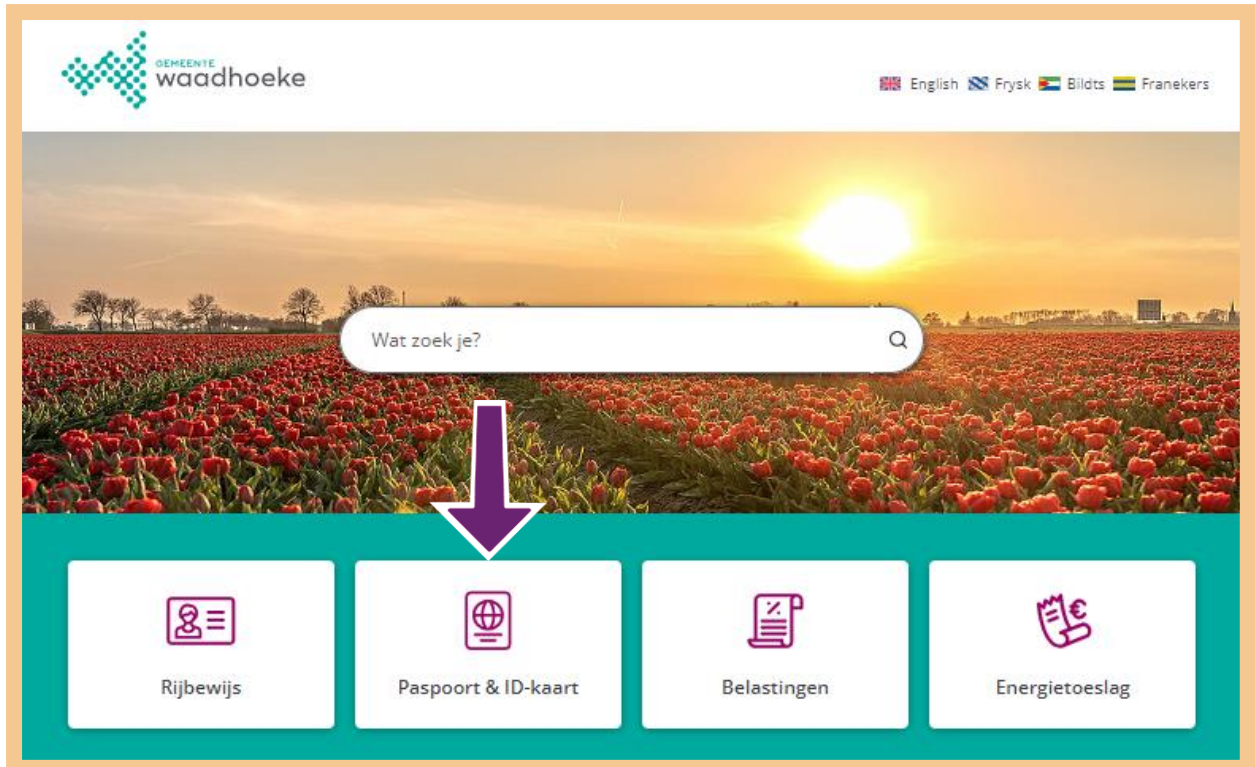 GEMEENTE
waadhoeke
English Frysk Bildts Franekers
Wat zoek je?
Rijbewijs
Paspoort & ID-kaart
Belastingen
Energietoeslag